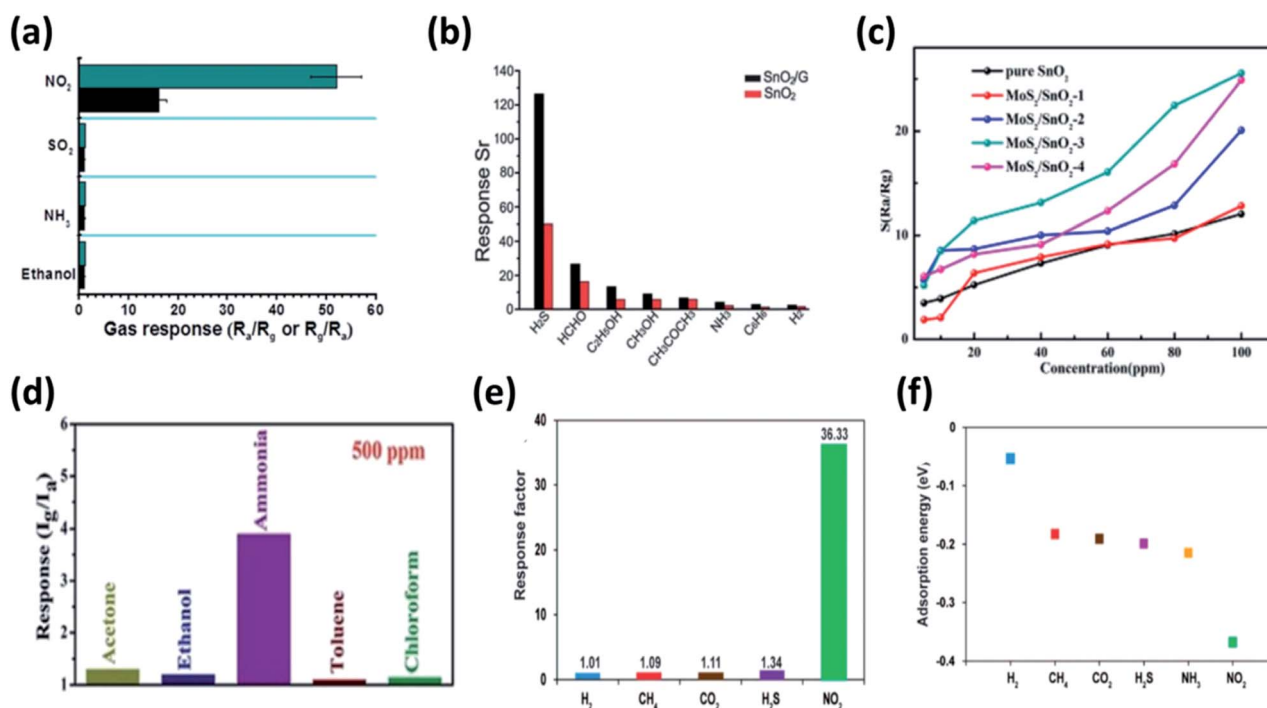 (a)
NO₂
SO₂
NH₃
Ethanol
0 10 20 30 40 50 60
Gas response (Rₐ/R₉ or R₉/Rₐ)
(b)
Response Sr
140
120
100
80
60
40
20
0
SnO₂/G
SnO₂
H₂S HCHO C₂H₅OH CH₃OH CH₃COCH₃ NH₃ C₆H₆ H₂
(c)
S(Ra/Rg)
20
10
0
pure SnO₂
MoS₂/SnO₂-1
MoS₂/SnO₂-2
MoS₂/SnO₂-3
MoS₂/SnO₂-4
20 40 60 80 100
Concentration(ppm)
(d)
Response (I_g/I_a)
6
5
4
3
2
1
500 ppm
Acetone
Ethanol
Ammonia
Toluene
Chloroform
(e)
Response factor
40
30
20
10
0
1.01 1.09 1.11 1.34 36.33
H₂ CH₄ CO₂ H₂S NO₂
(f)
Adsorption energy (eV)
0
-0.1
-0.2
-0.3
-0.4
H₂ CH₄ CO₂ H₂S NH₃ NO₂